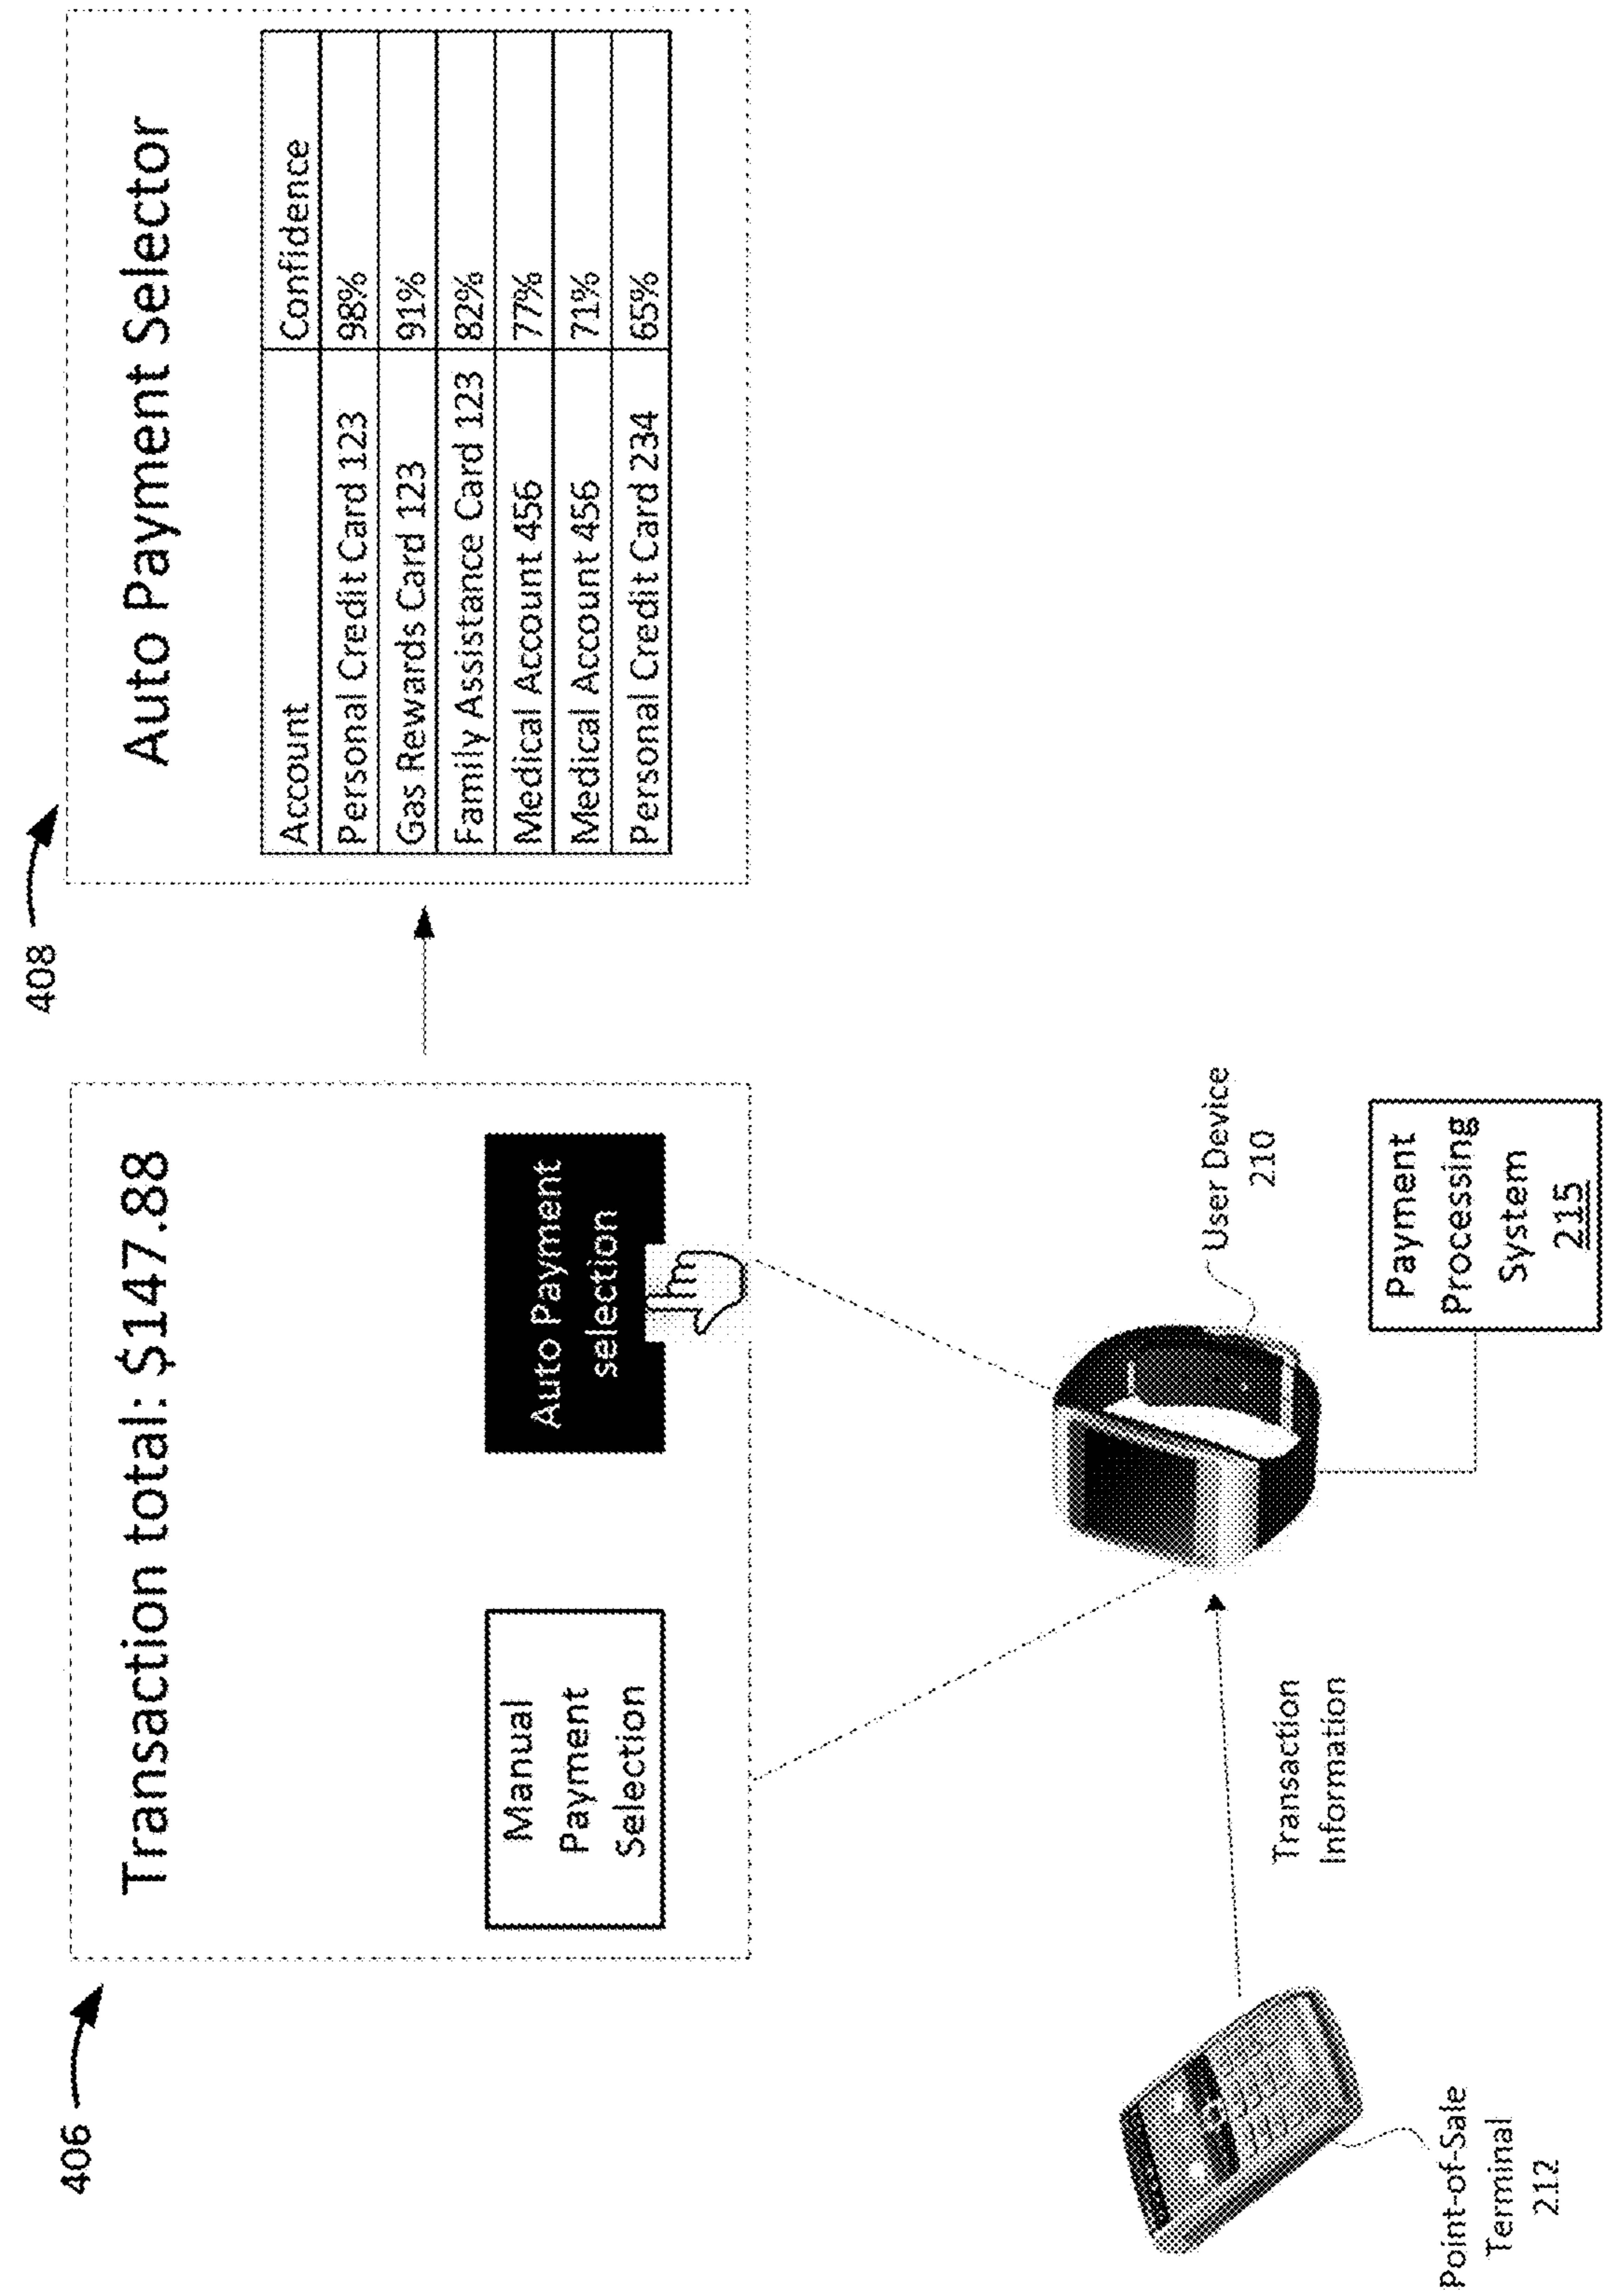 406
Transaction total: $147.88
Manual
Payment
Selection
Auto Payment
selection
408
Auto Payment Selector
Account Confidence
Personal Credit Card 123 98%
Gas Rewards Card 123 91%
Family Assistance Card 123 82%
Medical Account 456 77%
Medical Account 456 71%
Personal Credit Card 234 65%
Point-of-Sale
Terminal
212
Transaction
Information
User Device
210
Payment
Processing
System
215